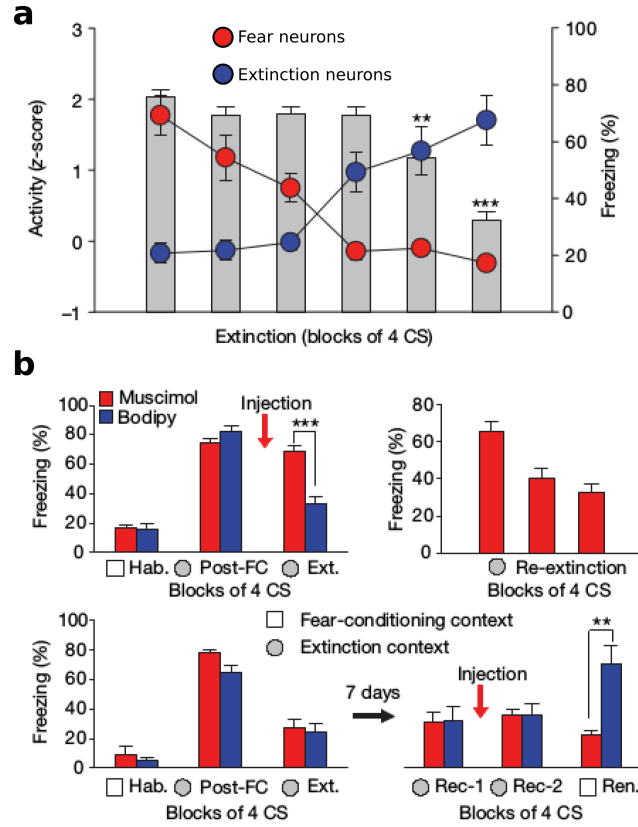 a
3
2
1
0
–1
Activity (z-score)
Fear neurons
Extinction neurons
**
***
100
80
60
40
20
0
Freezing (%)
Extinction (blocks of 4 CS)
b
Muscimol
Bodipy
Injection
***
100
80
60
40
20
0
Freezing (%)
Hab. Post-FC Ext.
Blocks of 4 CS
80
60
40
20
0
Freezing (%)
Re-extinction
Blocks of 4 CS
Fear-conditioning context
Extinction context
100
80
60
40
20
0
Freezing (%)
Hab. Post-FC Ext.
Blocks of 4 CS
7 days
Injection
**
Rec-1 Rec-2 Ren.
Blocks of 4 CS